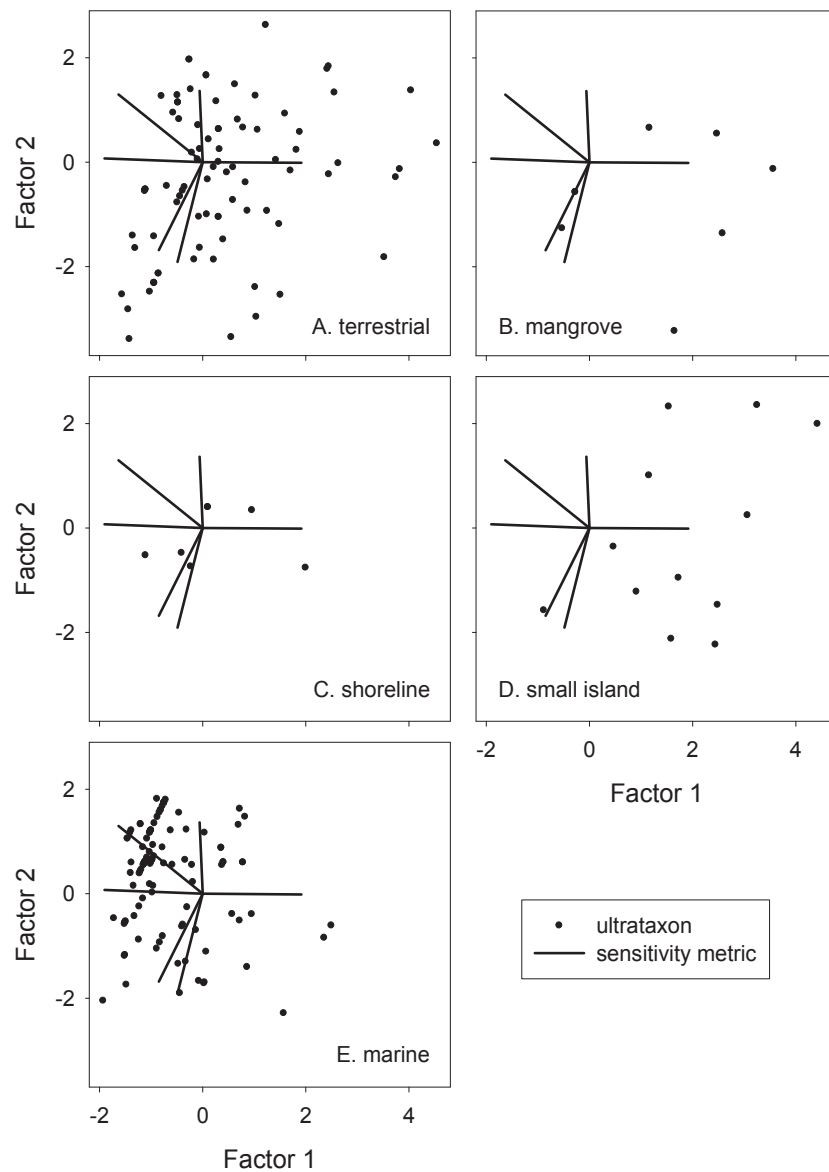 2
0
-2
Factor 2
A. terrestrial
B. mangrove
2
0
-2
Factor 2
C. shoreline
D. small island
-2
0
2
4
Factor 1
2
0
-2
Factor 2
E. marine
-2
0
2
4
Factor 1
ultrataxon
sensitivity metric